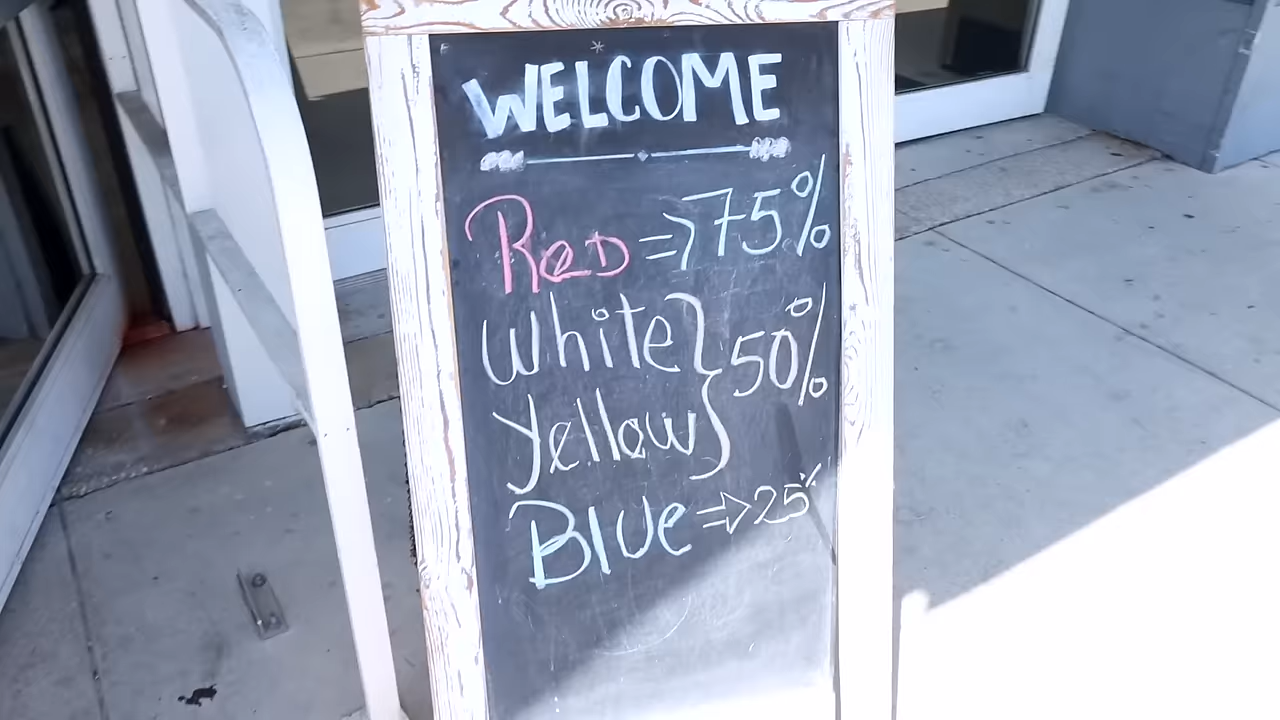 WELCOME
Red => 75%
White } 50%
Yellow
Blue => 25%